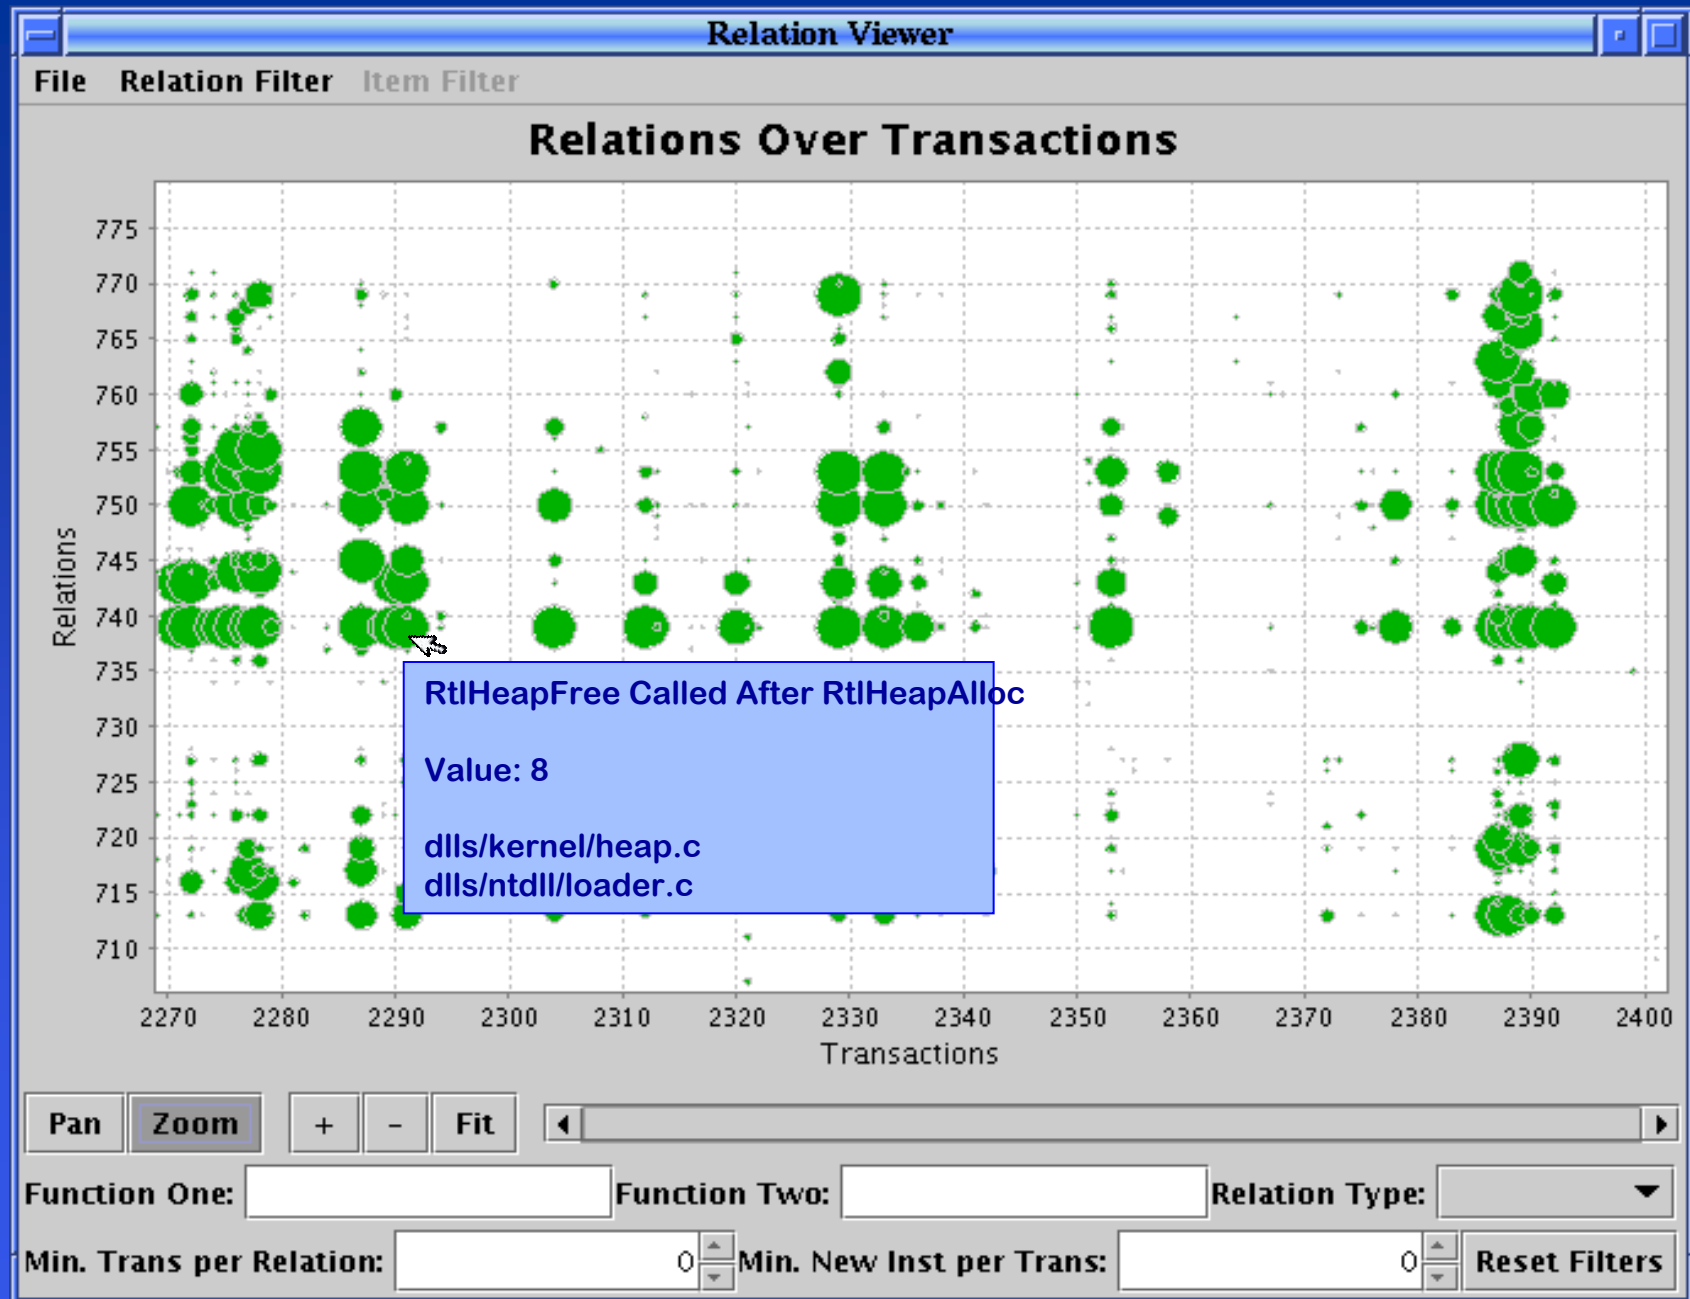 Relation Viewer
File Relation Filter Item Filter
Relations Over Transactions
775
770
765
760
755
750
745
740
735
730
725
720
715
710
Relations
2270 2280 2290 2300 2310 2320 2330 2340 2350 2360 2370 2380 2390 2400
Transactions
RtlHeapFree Called After RtlHeapAlloc
Value: 8
dlls/kernel/heap.c
dlls/ntdll/loader.c
Pan Zoom + - Fit
Function One: Function Two: Relation Type:
Min. Trans per Relation: 0 Min. New Inst per Trans: 0 Reset Filters